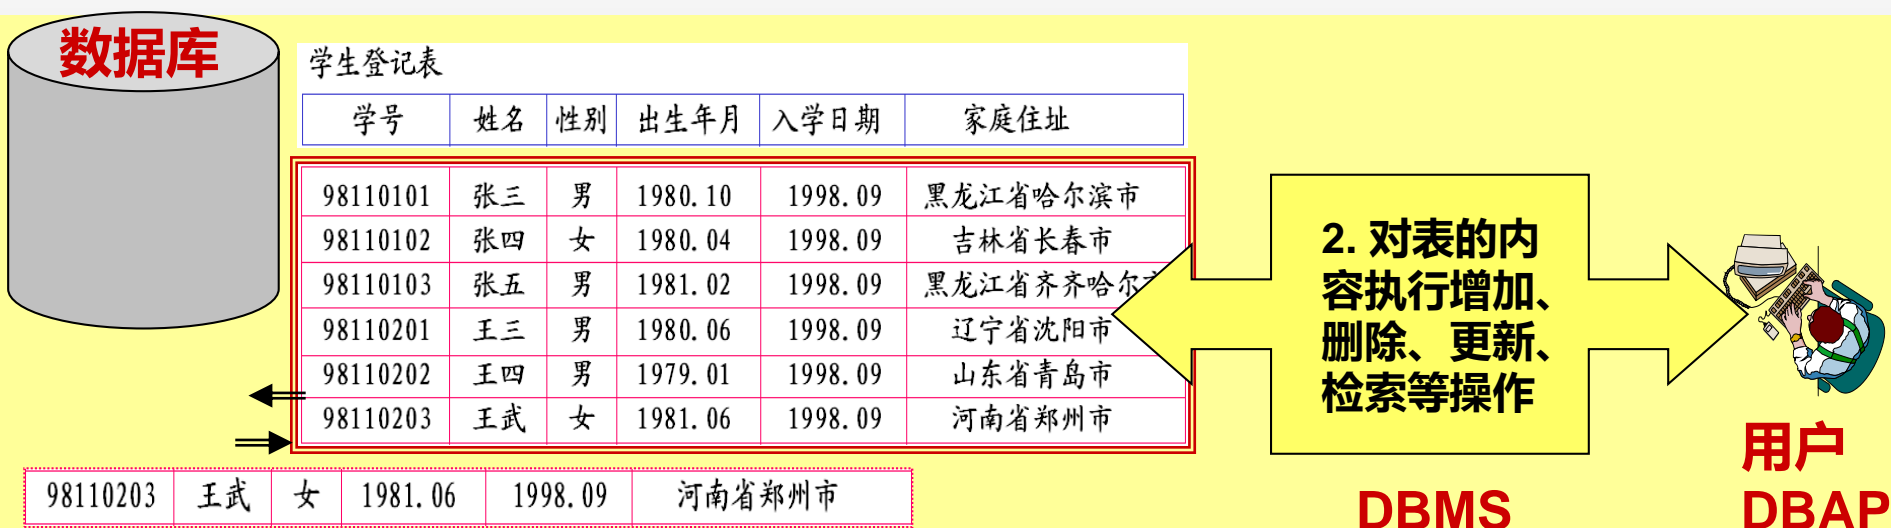 数据库
学生登记表
学号 姓名 性别 出生年月 入学日期 家庭住址
98110101 张三 男 1980.10 1998.09 黑龙江省哈尔滨市
98110102 张四 女 1980.04 1998.09 吉林省长春市
98110103 张五 男 1981.02 1998.09 黑龙江省齐齐哈尔
98110201 王三 男 1980.06 1998.09 辽宁省沈阳市
98110202 王四 男 1979.01 1998.09 山东省青岛市
98110203 王武 女 1981.06 1998.09 河南省郑州市
98110203 王武 女 1981.06 1998.09 河南省郑州市
2. 对表的内
容执行增加、
删除、更新、
检索等操作
DBMS
用户
DBAP